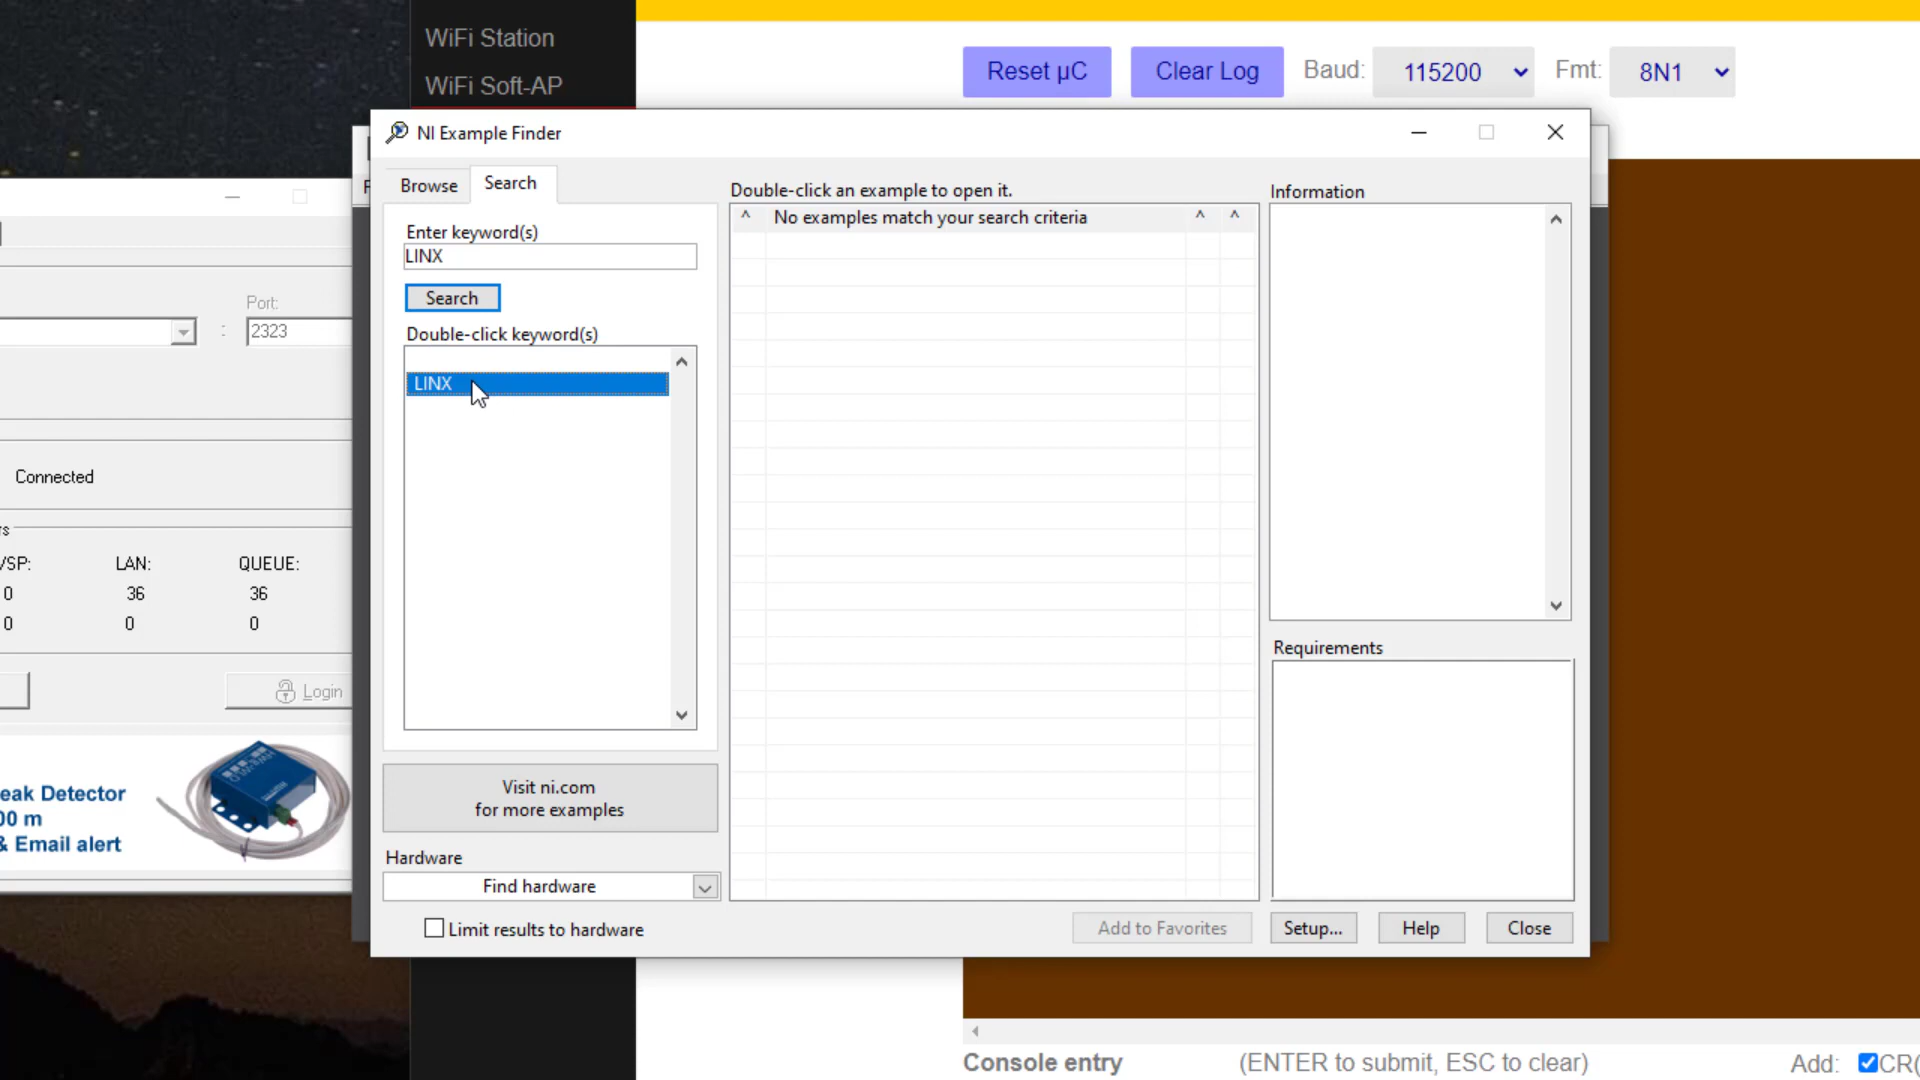 WiFi Station
WiFi Soft-AP
Reset µC
Clear Log
Baud:
115200
Fmt:
8N1
NI Example Finder
Browse
Search
Enter keyword(s)
LINX
Search
Double-click keyword(s)
LINX
Visit ni.com
for more examples
Hardware
Find hardware
Limit results to hardware
Double-click an example to open it.
No examples match your search criteria
Information
Requirements
Add to Favorites
Setup...
Help
Close
Port:
:
2323
Connected
LAN:
QUEUE:
0
36
36
0
0
0
Login
eak Detector
00 m
& Email alert
Console entry
(ENTER to submit, ESC to clear)
Add:
CR(